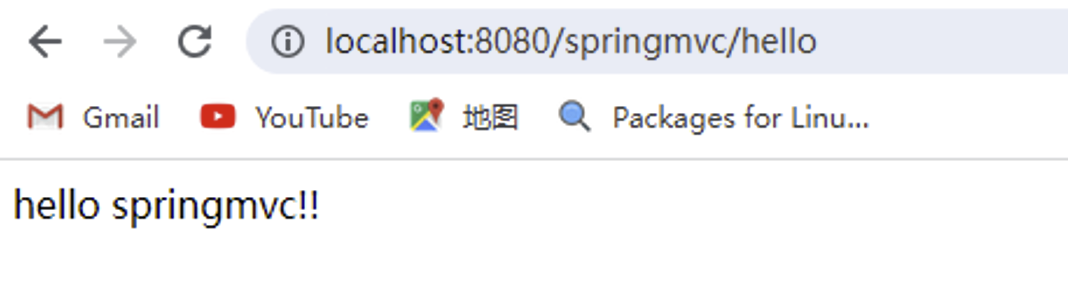 localhost:8080/springmvc/hello
Gmail YouTube 地图 Packages for Linu...
hello springmvc!!